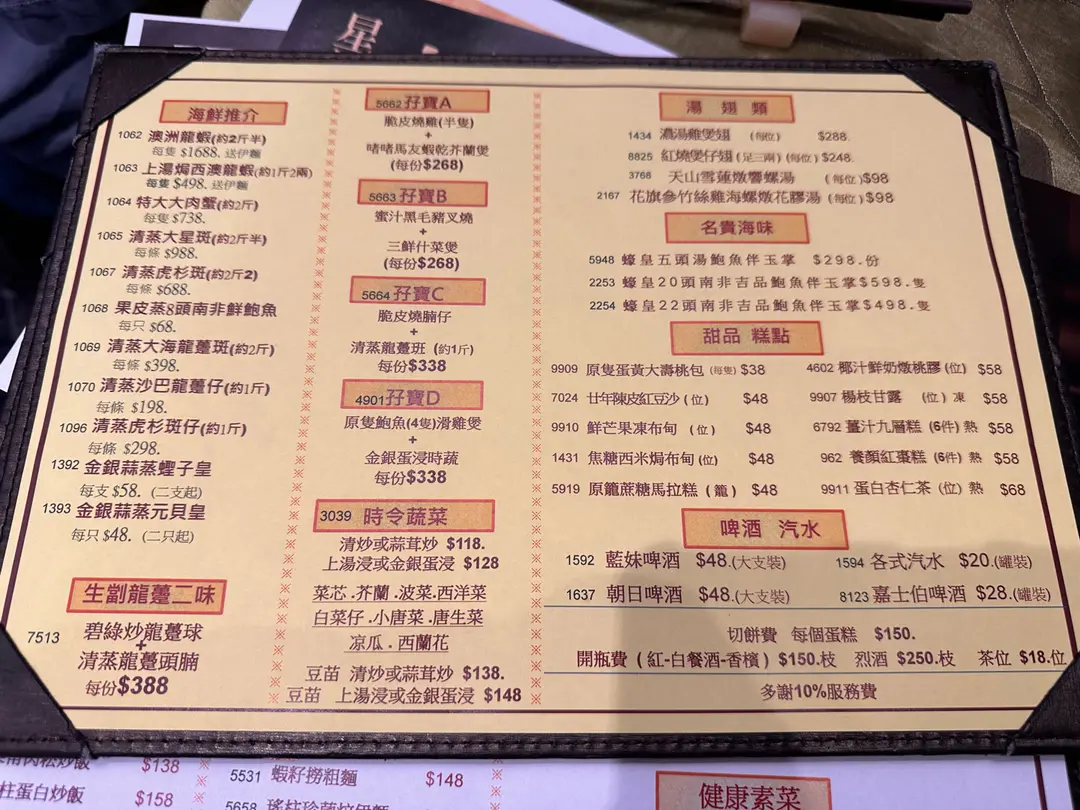 星
海鮮推介
1062 澳洲龍蝦(約2斤半)
每隻 $1688. 送伊麵
1063 上湯焗西澳龍蝦(約1斤2兩)
每隻 $498. 送伊麵
1064 特大大肉蟹(約2斤)
每隻 $738.
1065 清蒸大星斑(約2斤半)
每條 $988.
1067 清蒸虎杉斑(約2斤2)
每條 $688.
1068 果皮蒸8頭南非鮮鮑魚
每只 $68.
1069 清蒸大海龍躉斑(約2斤)
每條 $398.
1070 清蒸沙巴龍躉仔(約1斤)
每條 $198.
1096 清蒸虎杉斑仔(約1斤)
每條 $298.
1392 金銀蒜蒸蟶子皇
每支 $58. (二支起)
1393 金銀蒜蒸元貝皇
每只 $48. (二只起)
生劏龍躉二味
7513 碧綠炒龍躉球
+
清蒸龍躉頭腩
每份$388
5662 孖寶A
脆皮燒雞(半隻)
+
啫啫馬友蝦乾芥蘭煲
(每份$268)
5663 孖寶B
蜜汁黑毛豬叉燒
+
三鮮什菜煲
(每份$268)
5664 孖寶C
脆皮燒腩仔
+
清蒸龍躉斑 (約1斤)
每份$338
4901 孖寶D
原隻鮑魚(4隻)滑雞煲
+
金銀蛋浸時蔬
每份$338
3039 時令蔬菜
清炒或蒜茸炒 $118.
上湯浸或金銀蛋浸 $128
菜芯.芥蘭.波菜.西洋菜
白菜仔.小唐菜.唐生菜
凉瓜.西蘭花
豆苗 清炒或蒜茸炒 $138.
豆苗 上湯浸或金銀蛋浸 $148
湯 翅 類
1434 濃湯雞煲翅 (每位) $288.
8825 紅燒煲仔翅(足三兩)(每位) $248.
3766 天山雪蓮燉響螺湯 (每位)$98
2167 花旗參竹絲雞海螺燉花膠湯 (每位)$98
名貴海味
5948 蠔皇五頭湯鮑魚伴玉掌 $298.份
2253 蠔皇20頭南非吉品鮑魚伴玉掌$598.隻
2254 蠔皇22頭南非吉品鮑魚伴玉掌$498.隻
甜品 糕點
9909 原隻蛋黃大壽桃包 (每隻) $38
4602 椰汁鮮奶燉桃膠(位) $58
7024 廿年陳皮紅豆沙(位) $48
9907 楊枝甘露 (位) 凍 $58
9910 鮮芒果凍布甸 (位) $48
6792 薑汁九層糕 (6件) 熱 $58
1431 焦糖西米焗布甸(位) $48
962 養顏紅棗糕 (6件) 熱 $58
5919 原籠蔗糖馬拉糕 (籠) $48
9911 蛋白杏仁茶 (位) 熱 $68
啤酒 汽水
1592 藍妹啤酒 $48.(大支裝)
1594 各式汽水 $20.(罐裝)
1637 朝日啤酒 $48.(大支裝)
8123 嘉士伯啤酒 $28.(罐裝)
切餅費 每個蛋糕 $150.
開瓶費 (紅-白餐酒-香檳) $150.枝 烈酒 $250.枝 茶位 $18.位
多謝10%服務費
肉松炒飯 $138
柱蛋白炒飯 $158
5531 蝦籽撈粗麵 $148
5658 瑤柱珍菌炆伊麵
健康素菜